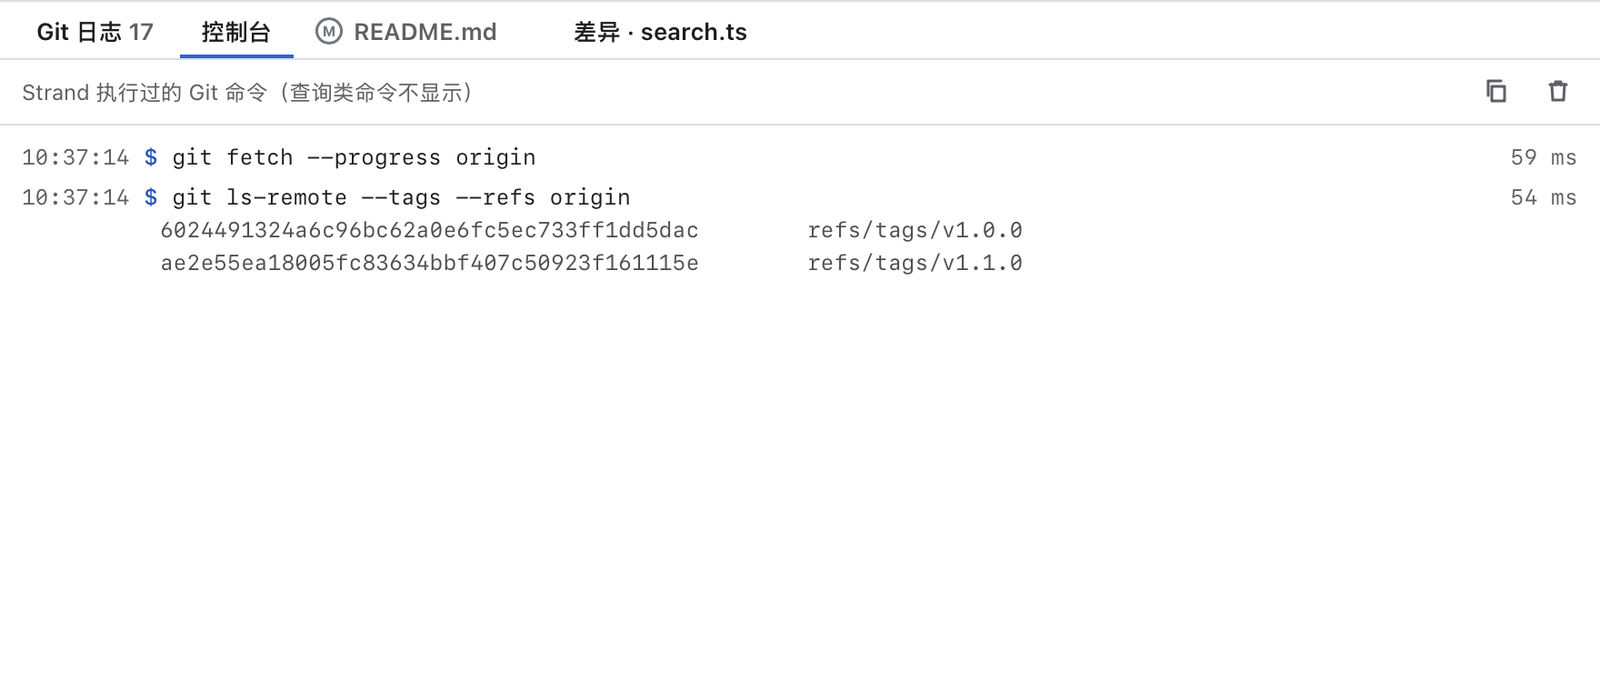 Git 日志 17 控制台 M README.md 差异 · search.ts
Strand 执行过的 Git 命令（查询类命令不显示）
10:37:14 $ git fetch --progress origin 59 ms
10:37:14 $ git ls-remote --tags --refs origin 54 ms
6024491324a6c96bc62a0e6fc5ec733ff1dd5dac refs/tags/v1.0.0
ae2e55ea18005fc83634bbf407c50923f161115e refs/tags/v1.1.0